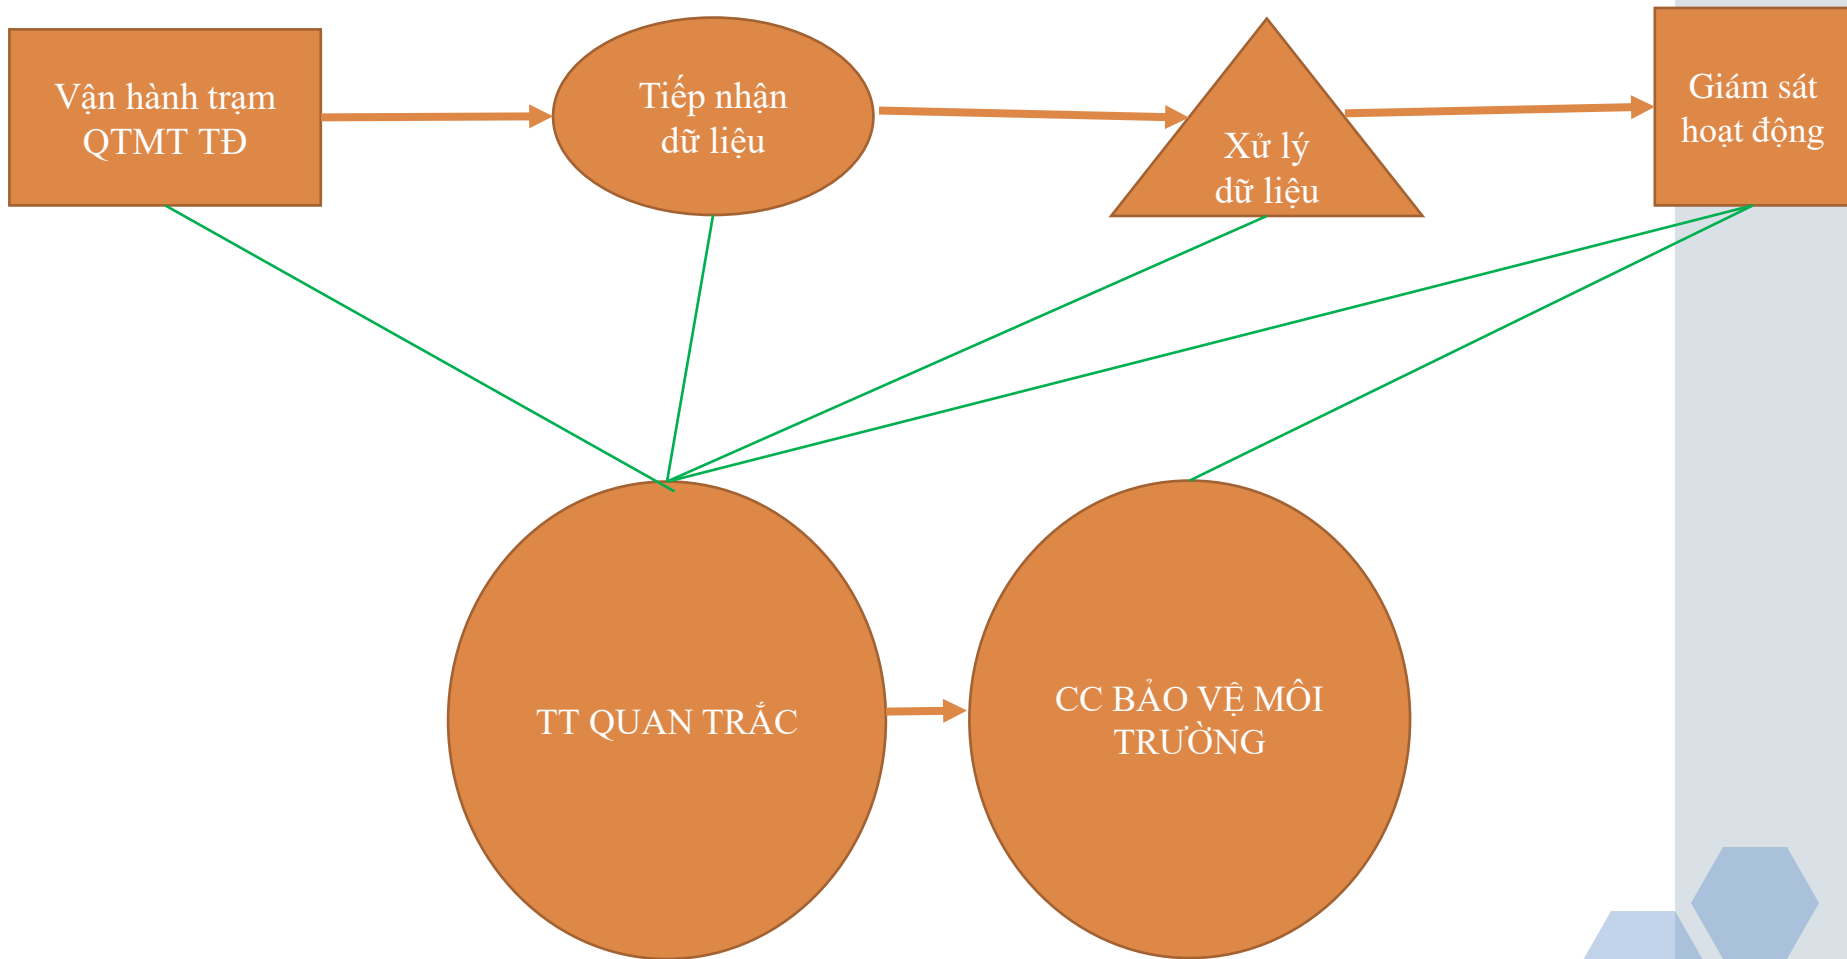 Vận hành trạm
QTMT TĐ
Tiếp nhận
dữ liệu
Xử lý
dữ liệu
Giám sát
hoạt động
TT QUAN TRẮC
CC BẢO VỆ MÔI
TRƯỜNG